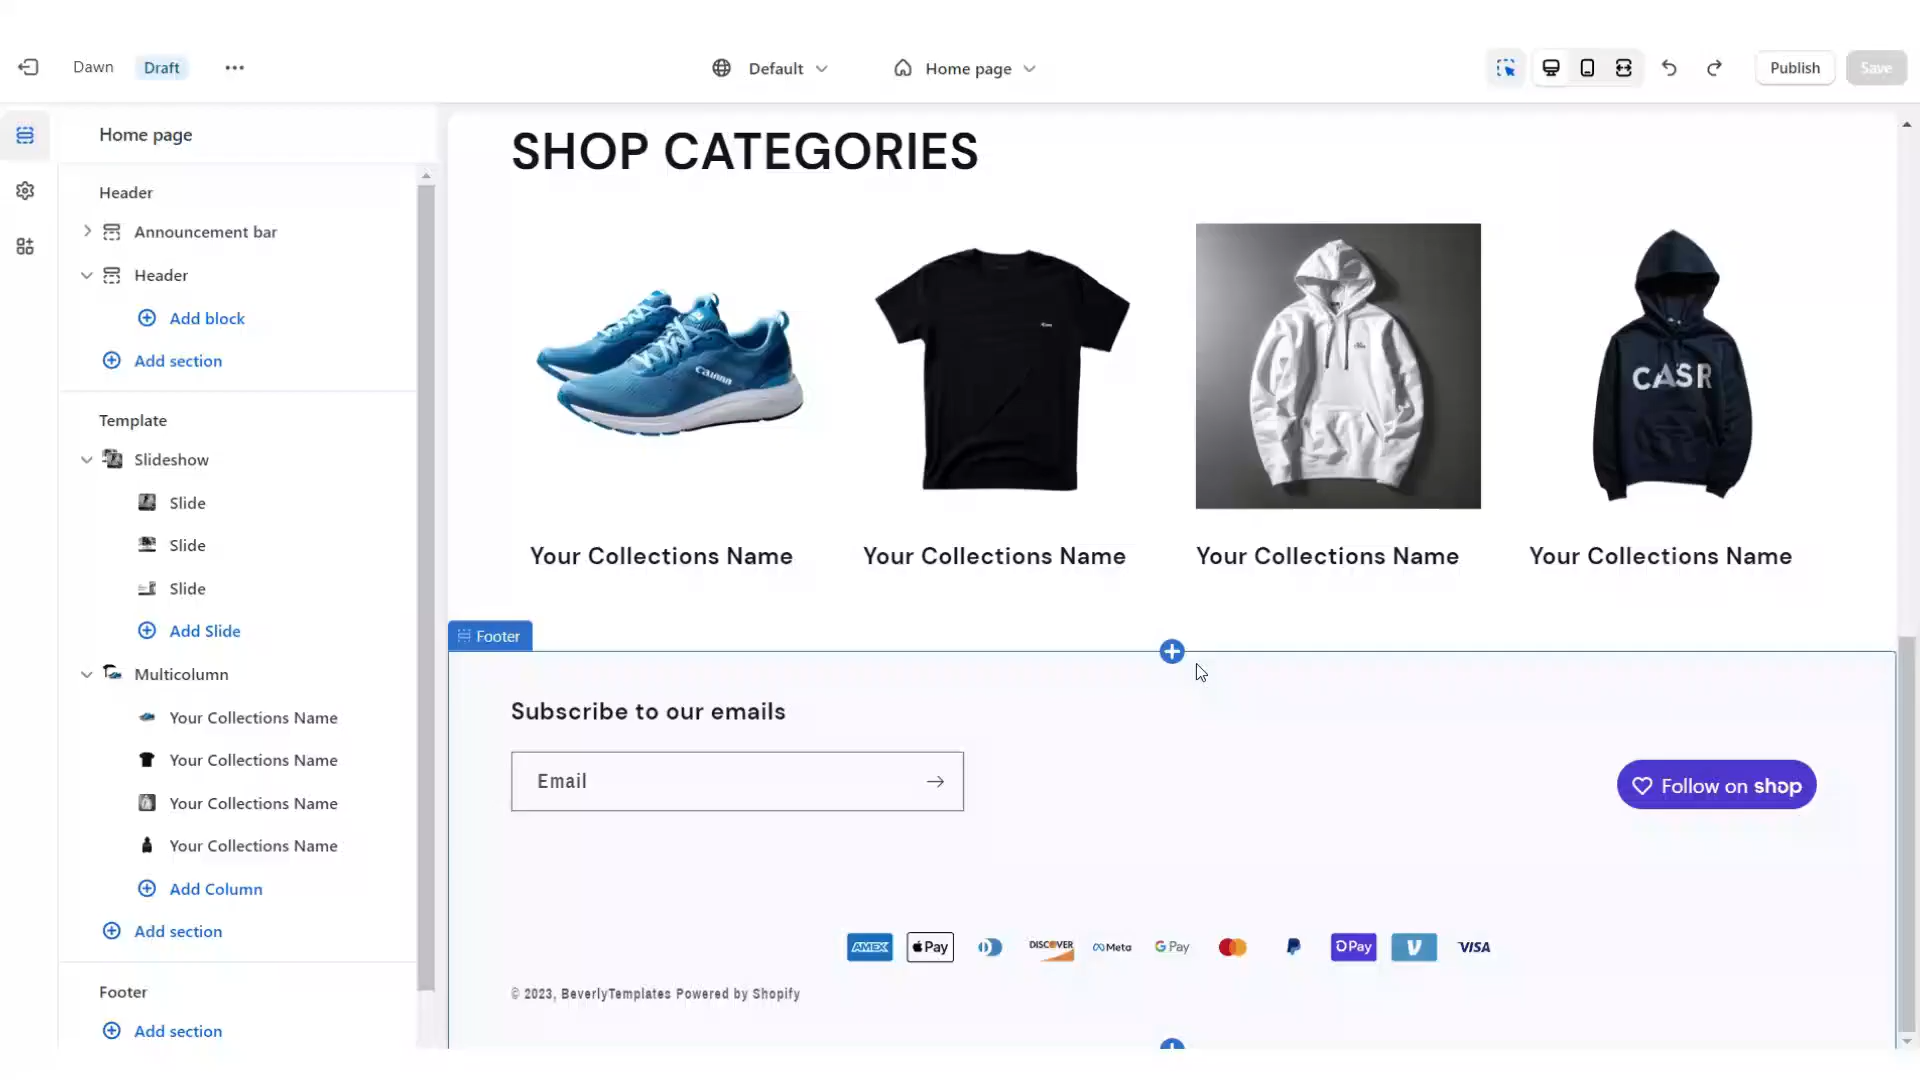 Dawn
Draft
Default
Home page
Publish
Save
Home page
Header
Announcement bar
Header
Add block
Add section
Template
Slideshow
Slide
Slide
Slide
Add Slide
Multicolumn
Your Collections Name
Your Collections Name
Your Collections Name
Your Collections Name
Add Column
Add section
Footer
Add section
SHOP CATEGORIES
CASR
Your Collections Name
Your Collections Name
Your Collections Name
Your Collections Name
Footer
Subscribe to our emails
Email
Follow on shop
AMEX
Pay
DISCOVER
Meta
G Pay
Pay
VISA
© 2023, BeverlyTemplates Powered by Shopify